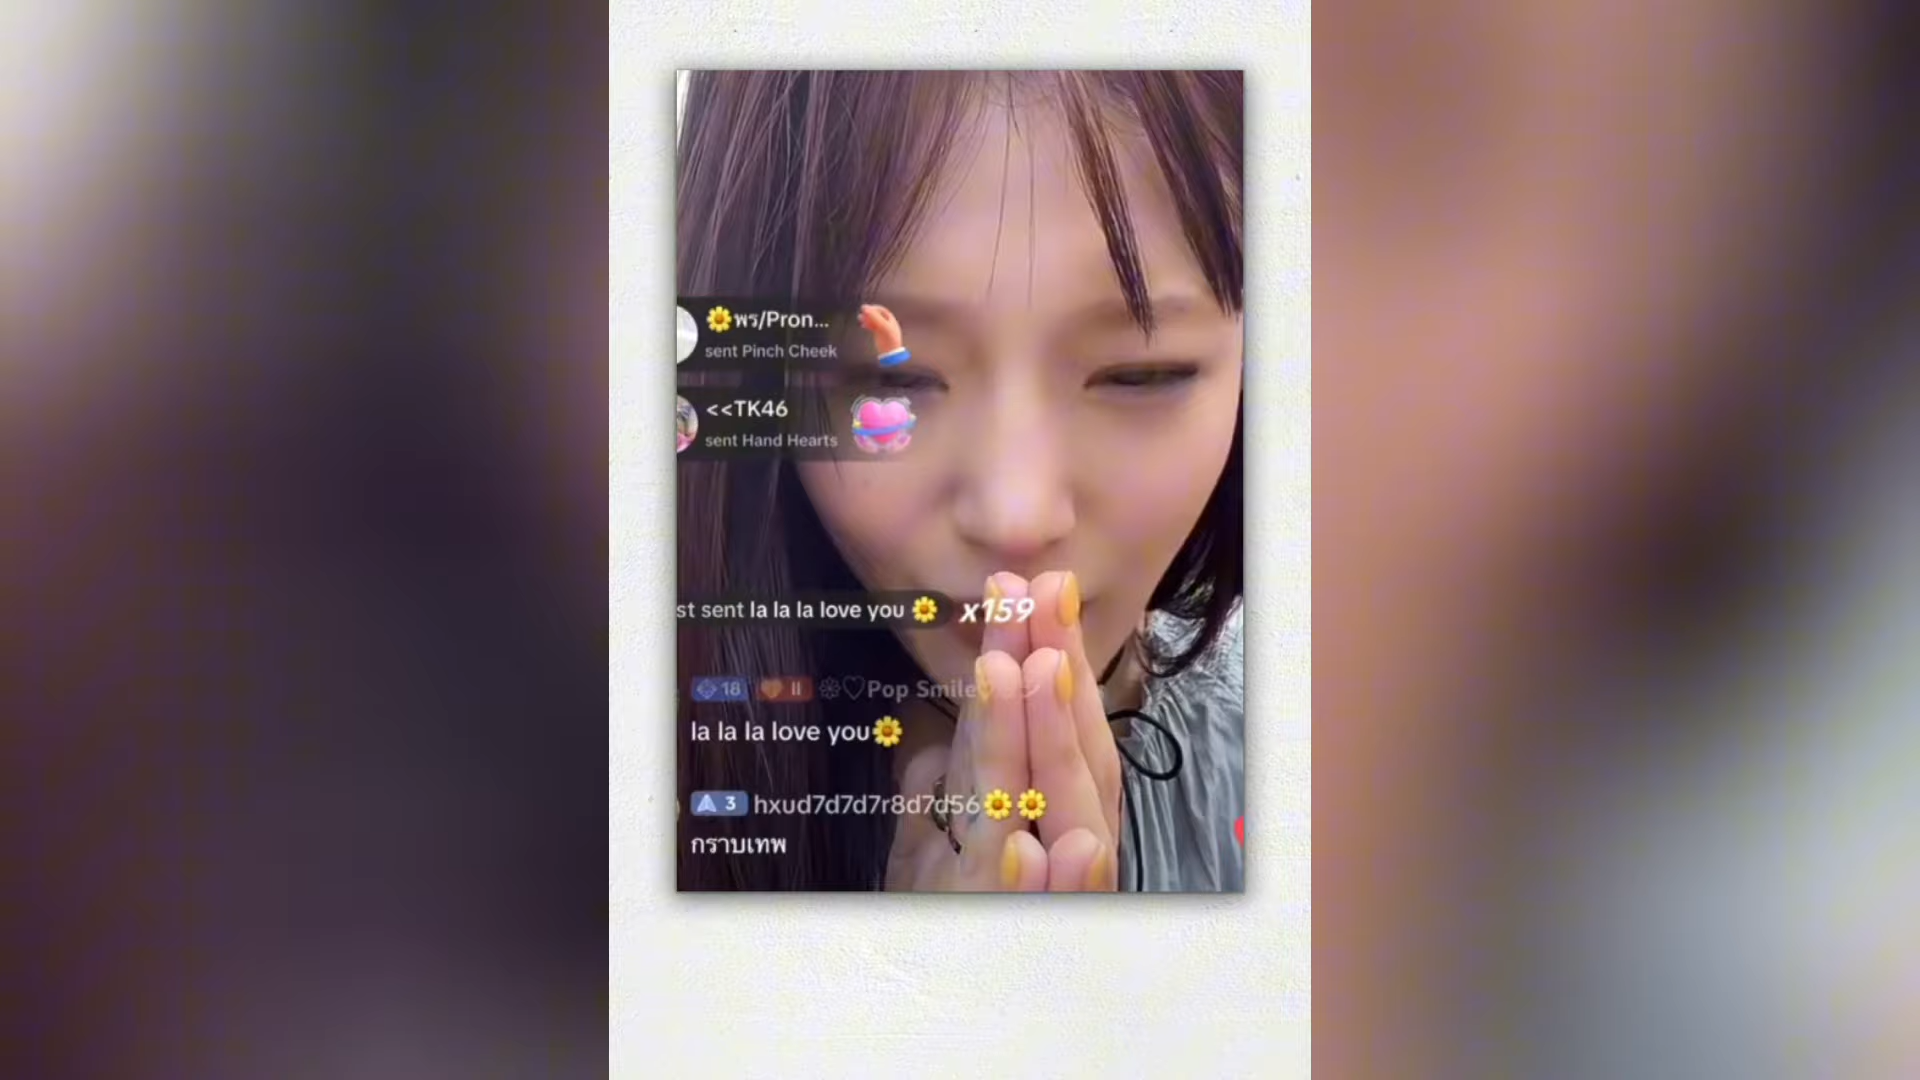 🌼พร/Pron...
sent Pinch Cheek
<<TK46
sent Hand Hearts
st sent la la la love you 🌼 x159
18 II ❀♡Pop Smile
la la la love you🌼
3 hxud7d7d7r8d7d56🌼🌼
กราบเทพ